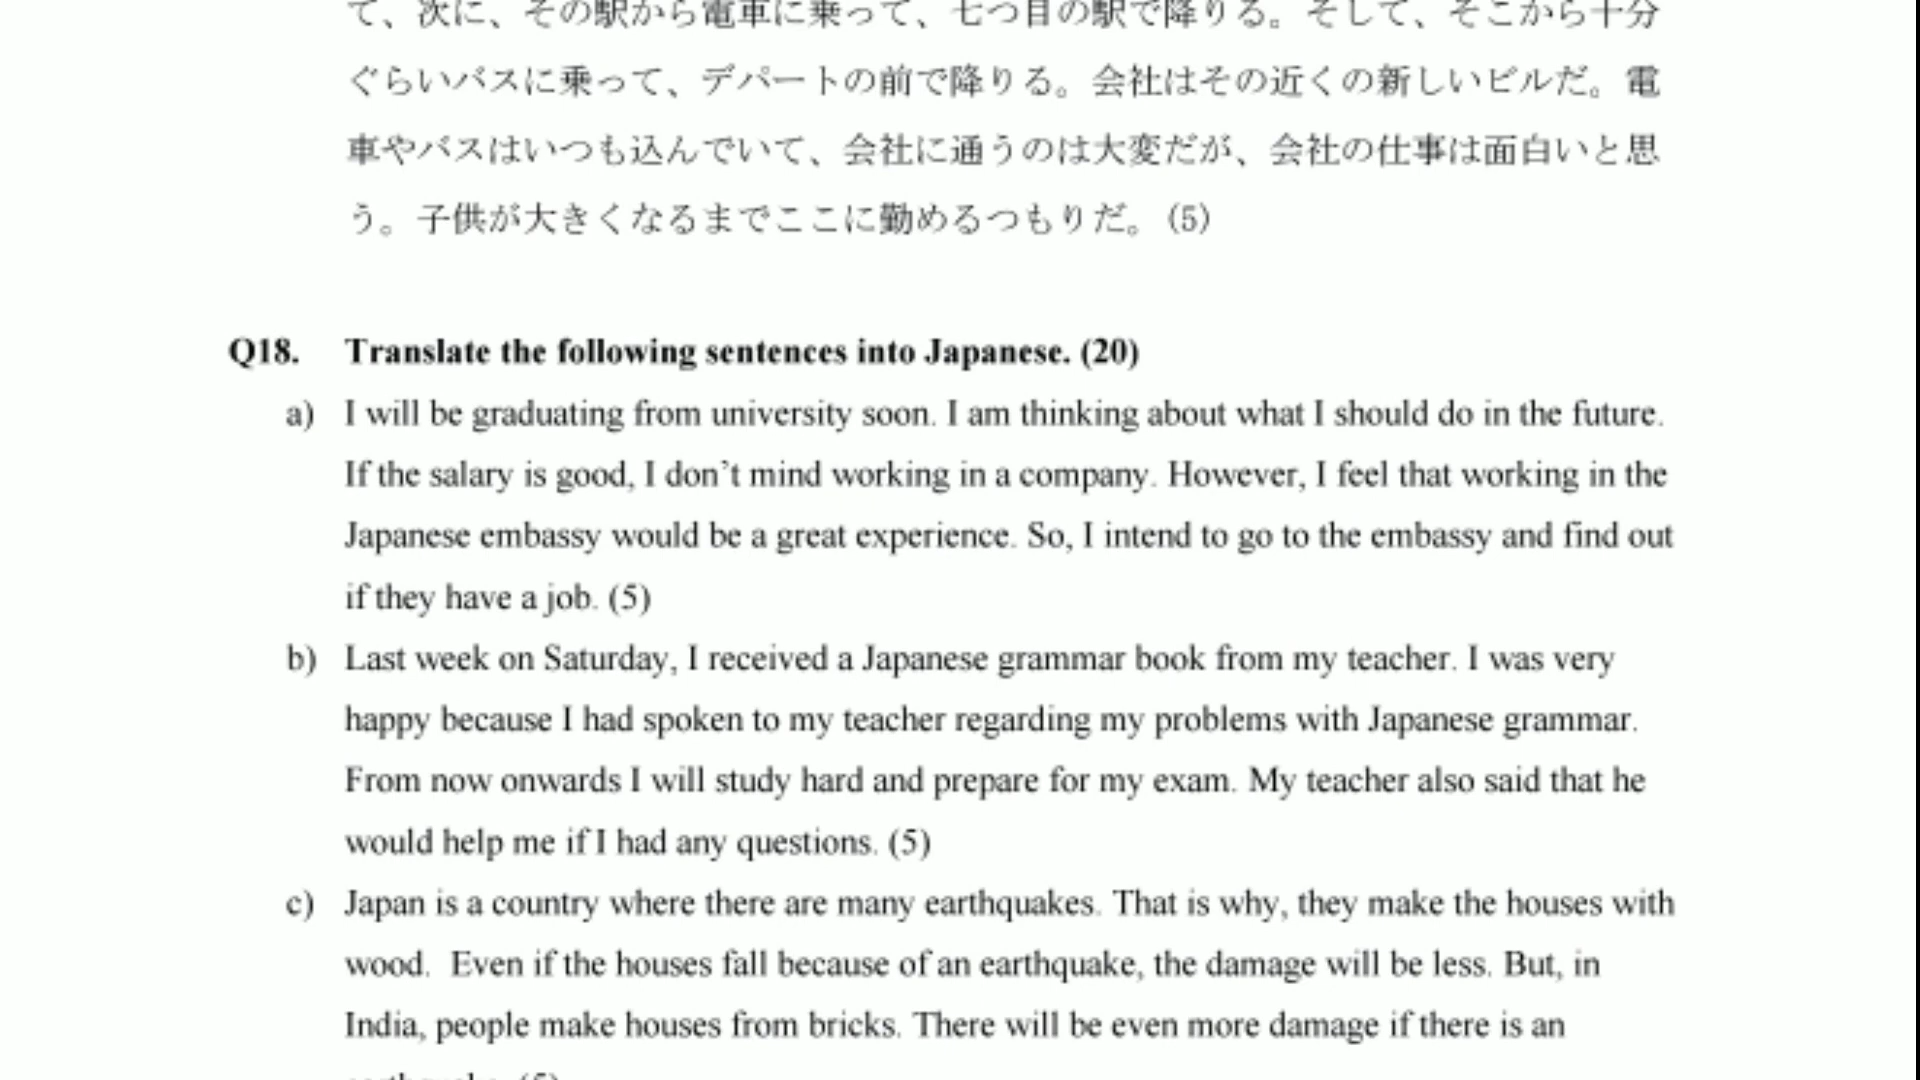 て、次に、その駅から電車に乗って、七つ目の駅で降りる。そして、そこから十分
ぐらいバスに乗って、デパートの前で降りる。会社はその近くの新しいビルだ。電
車やバスはいつも込んでいて、会社に通うのは大変だが、会社の仕事は面白いと思
う。子供が大きくなるまでここに勤めるつもりだ。(5)
Q18. Translate the following sentences into Japanese. (20)
a) I will be graduating from university soon. I am thinking about what I should do in the future.
If the salary is good, I don’t mind working in a company. However, I feel that working in the
Japanese embassy would be a great experience. So, I intend to go to the embassy and find out
if they have a job. (5)
b) Last week on Saturday, I received a Japanese grammar book from my teacher. I was very
happy because I had spoken to my teacher regarding my problems with Japanese grammar.
From now onwards I will study hard and prepare for my exam. My teacher also said that he
would help me if I had any questions. (5)
c) Japan is a country where there are many earthquakes. That is why, they make the houses with
wood. Even if the houses fall because of an earthquake, the damage will be less. But, in
India, people make houses from bricks. There will be even more damage if there is an
earthquake. (5)